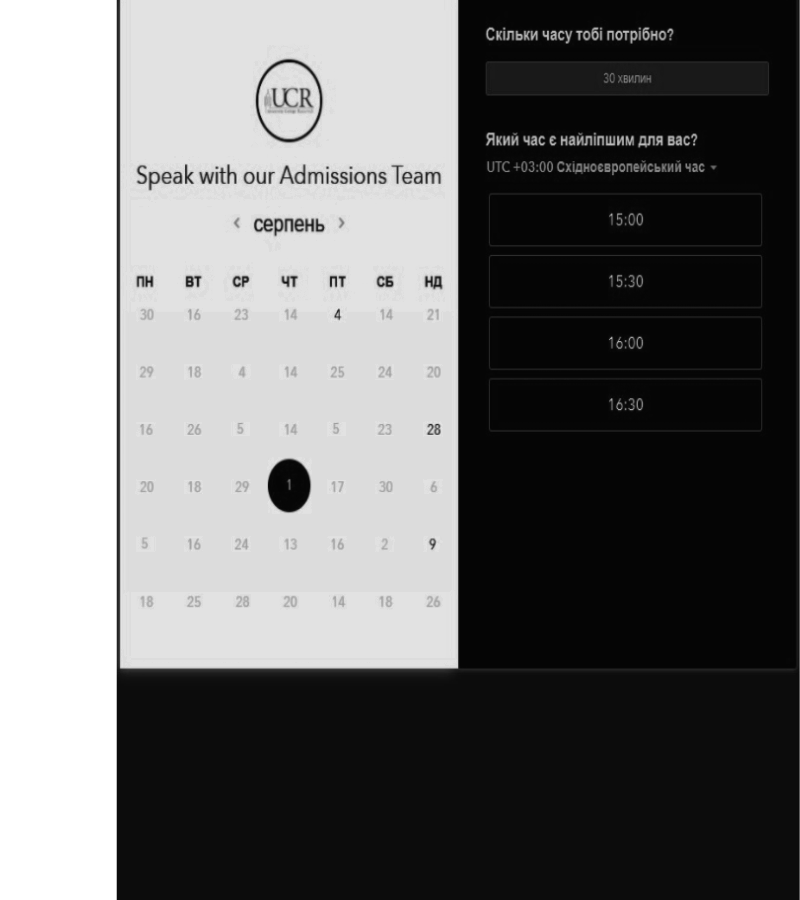 UCR
Speak with our Admissions Team
‹ серпень ›
ПН ВТ СР ЧТ ПТ СБ НД
30 16 23 14 4 14 21
29 18 4 14 25 24 20
16 26 5 14 5 23 28
20 18 29 1 17 30 6
5 16 24 13 16 2 9
18 25 28 20 14 18 26
Скільки часу тобі потрібно?
30 хвилин
Який час є найліпшим для вас?
UTC +03:00 Східноєвропейський час
15:00
15:30
16:00
16:30